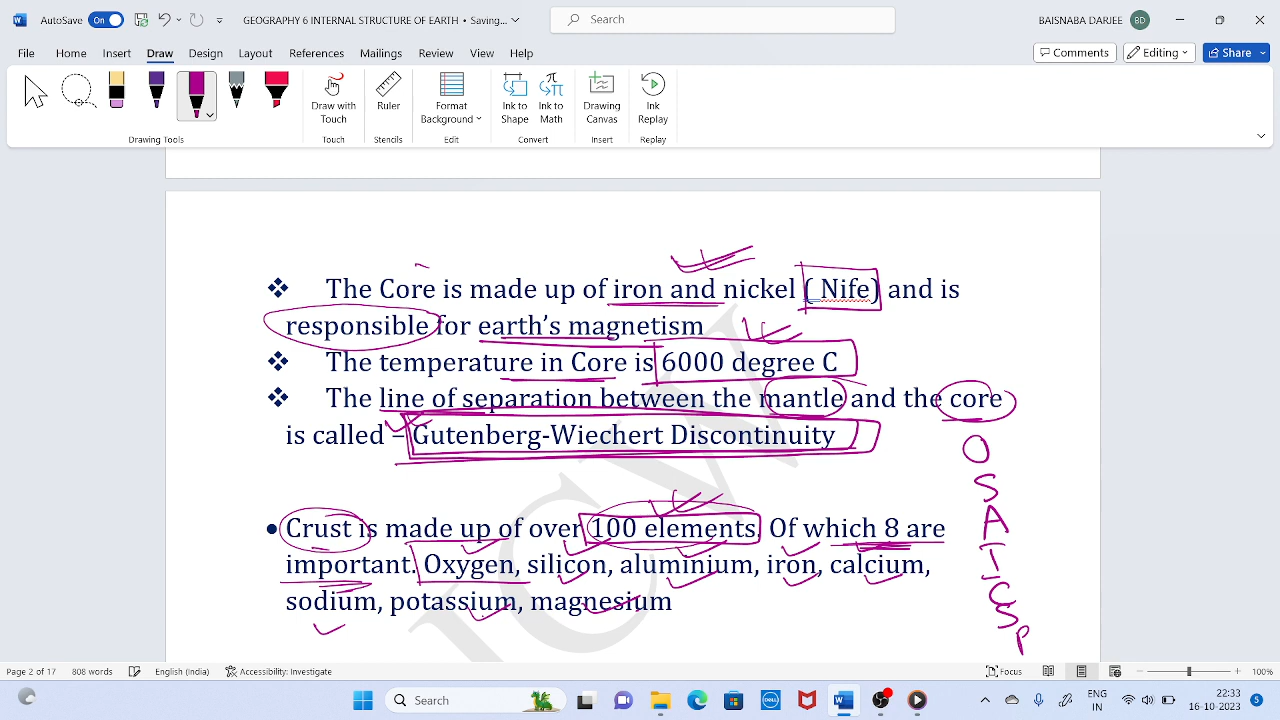 AutoSave On GEOGRAPHY 6 INTERNAL STRUCTURE OF EARTH • Saving... Search BAISNABA DARJEE BD
File Home Insert Draw Design Layout References Mailings Review View Help Comments Editing Share
Draw with Touch Ruler Format Background Ink to Shape Ink to Math Drawing Canvas Ink Replay
Drawing Tools Touch Stencils Edit Convert Insert Replay
❖ The Core is made up of iron and nickel ( Nife) and is
responsible for earth's magnetism
❖ The temperature in Core is 6000 degree C
❖ The line of separation between the mantle and the core
is called – Gutenberg-Wiechert Discontinuity
O
S
A
I
C
S
P
• Crust is made up of over 100 elements. Of which 8 are
important. Oxygen, silicon, aluminium, iron, calcium,
sodium, potassium, magnesium
Page 2 of 17 808 words English (India) Accessibility: Investigate Focus 100%
Search ENG 22:33
IN 16-10-2023 5